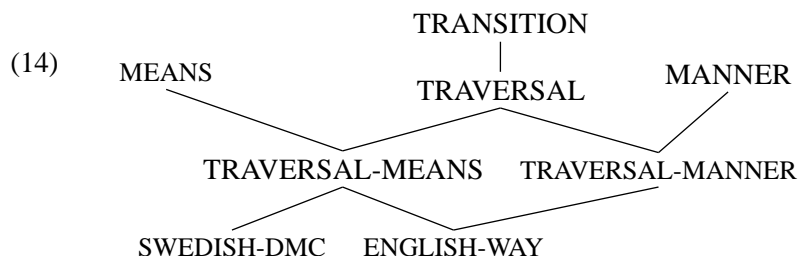 TRANSITION
(14) MEANS MANNER
TRAVERSAL
TRAVERSAL-MEANS TRAVERSAL-MANNER
SWEDISH-DMC ENGLISH-WAY